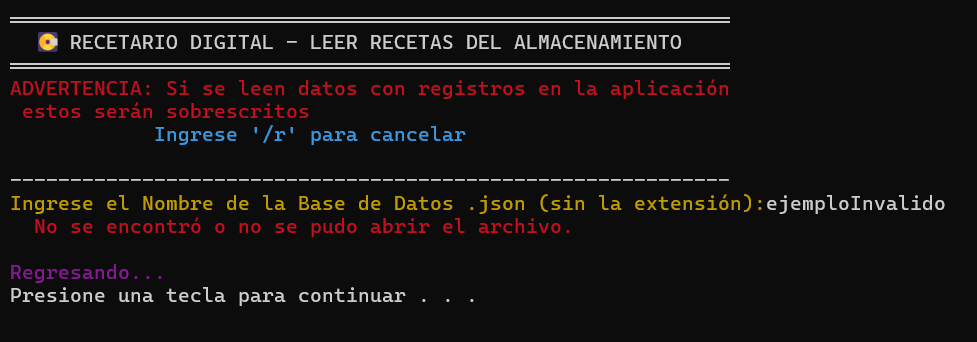 RECETARIO DIGITAL - LEER RECETAS DEL ALMACENAMIENTO
ADVERTENCIA: Si se leen datos con registros en la aplicación
estos serán sobrescritos
Ingrese '/r' para cancelar
------------------------------------------------------------
Ingrese el Nombre de la Base de Datos .json (sin la extensión):ejemploInvalido
No se encontró o no se pudo abrir el archivo.
Regresando...
Presione una tecla para continuar . . .